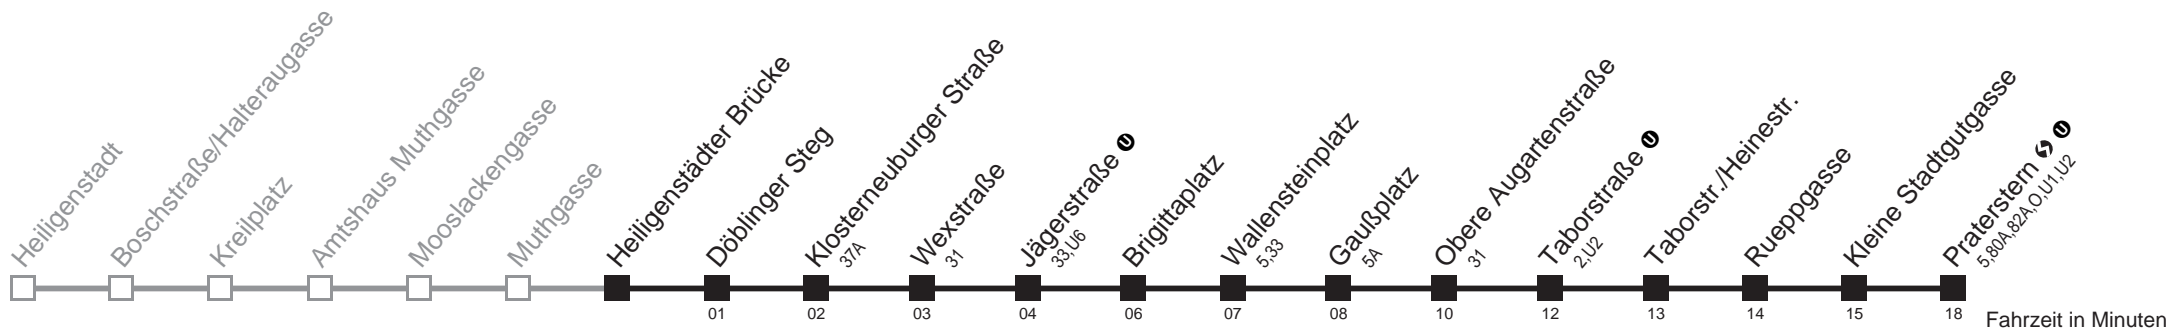 Heiligenstadt
Boschstraße/Halteraugasse
Kreilplatz
Amtshaus Muthgasse
Mooslackengasse
Muthgasse
Heiligenstädter Brücke
Döblinger Steg
01
Klosterneuburger Straße
37A
02
Wexstraße
31
03
Jägerstraße U
33,U6
04
Brigittaplatz
06
Wallensteinplatz
5,33
07
Gaußplatz
5A
08
Obere Augartenstraße
31
10
Taborstraße U
2,U2
12
Taborstr./Heinestr.
13
Rueppgasse
14
Kleine Stadtgutgasse
15
Praterstern S U
5,80A,82A,O,U1,U2
18
Fahrzeit in Minuten